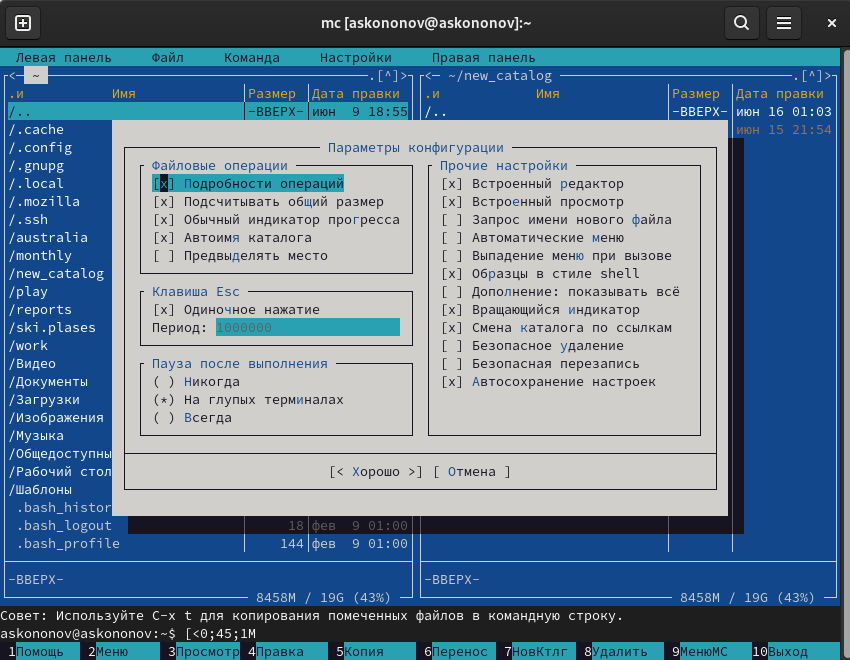 mc [askononov@askononov]:~
Левая панель Файл Команда Настройки Правая панель
<- ~ .[^]> <- ~/new_catalog .[^]>
.и Имя Размер Дата правки .и Имя Размер Дата правки
/.. -ВВЕРХ- июн 9 18:55 /.. -ВВЕРХ- июн 16 01:03
/.cache июн 15 21:54
/.config Параметры конфигурации
/.gnupg Файловые операции Прочие настройки
/.local [x] Подробности операций [x] Встроенный редактор
/.mozilla [x] Подсчитывать общий размер [x] Встроенный просмотр
/.ssh [x] Обычный индикатор прогресса [ ] Запрос имени нового файла
/australia [x] Автоимя каталога [ ] Автоматические меню
/monthly [ ] Предвыделять место [ ] Выпадение меню при вызове
/new_catalog [x] Образцы в стиле shell
/play Клавиша Esc [ ] Дополнение: показывать всё
/reports [x] Одиночное нажатие [x] Вращающийся индикатор
/ski.plases Период: 1000000 [x] Смена каталога по ссылкам
/work [ ] Безопасное удаление
/Видео Пауза после выполнения [ ] Безопасная перезапись
/Документы ( ) Никогда [x] Автосохранение настроек
/Загрузки (*) На глупых терминалах
/Изображения ( ) Всегда
/Музыка
/Общедоступны
/Рабочий стол [< Хорошо >] [ Отмена ]
/Шаблоны
.bash_histor
.bash_logout 18 фев 9 01:00
.bash_profile 144 фев 9 01:00
-ВВЕРХ- -ВВЕРХ-
8458M / 19G (43%) 8458M / 19G (43%)
Совет: Используйте C-x t для копирования помеченных файлов в командную строку.
askononov@askononov:~$ [<0;45;1M
1Помощь 2Меню 3Просмотр 4Правка 5Копия 6Перенос 7НовКтлг 8Удалить 9МенюMC 10Выход